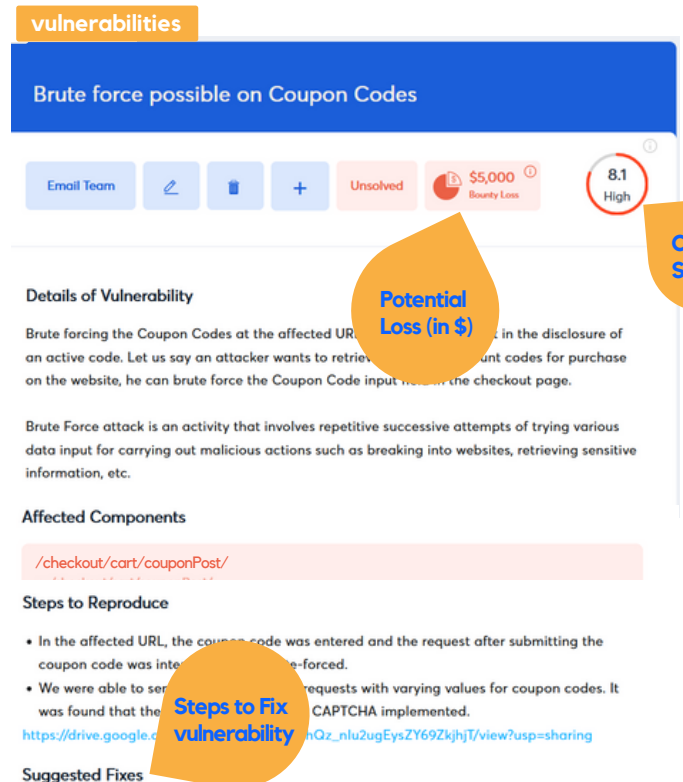 vulnerabilities
Brute force possible on Coupon Codes
Email Team
Unsolved
$5,000
Bounty Loss
8.1
High
Potential
Loss (in $)
Details of Vulnerability
Brute forcing the Coupon Codes at the affected in the disclosure of
an active code. Let us say an attacker wants to codes for purchase
on the website, he can brute force the Coupon Code input the checkout page.
Brute Force attack is an activity that involves repetitive successive attempts of trying various
data input for carrying out malicious actions such as breaking into websites, retrieving sensitive
information, etc.
Affected Components
/checkout/cart/couponPost/
Steps to Reproduce
• In the affected URL, the coupon code was entered and the request after submitting the
coupon code was
• We were able to requests with varying values for coupon codes. It
was found that the CAPTCHA implemented.
Steps to Fix
vulnerability
Suggested Fixes